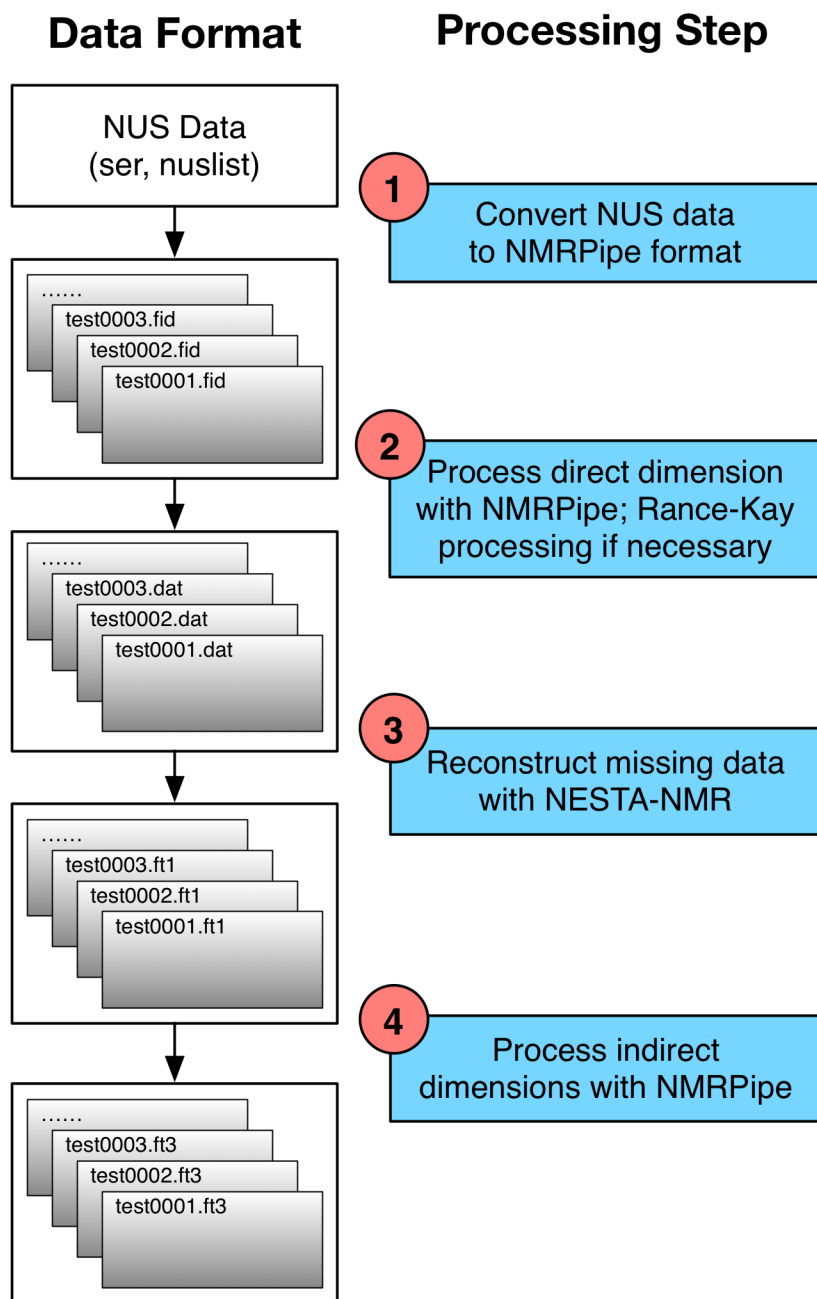 Data Format
Processing Step
NUS Data
(ser, nuslist)
1
Convert NUS data
to NMRPipe format
......
test0003.fid
test0002.fid
test0001.fid
2
Process direct dimension
with NMRPipe; Rance-Kay
processing if necessary
......
test0003.dat
test0002.dat
test0001.dat
3
Reconstruct missing data
with NESTA-NMR
......
test0003.ft1
test0002.ft1
test0001.ft1
4
Process indirect
dimensions with NMRPipe
......
test0003.ft3
test0002.ft3
test0001.ft3